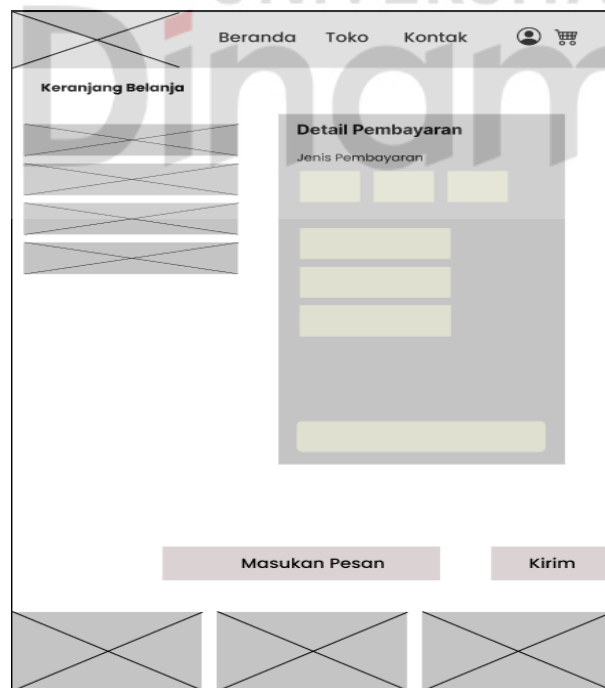 Beranda Toko Kontak
Keranjang Belanja
Detail Pembayaran
Jenis Pembayaran
Masukan Pesan
Kirim